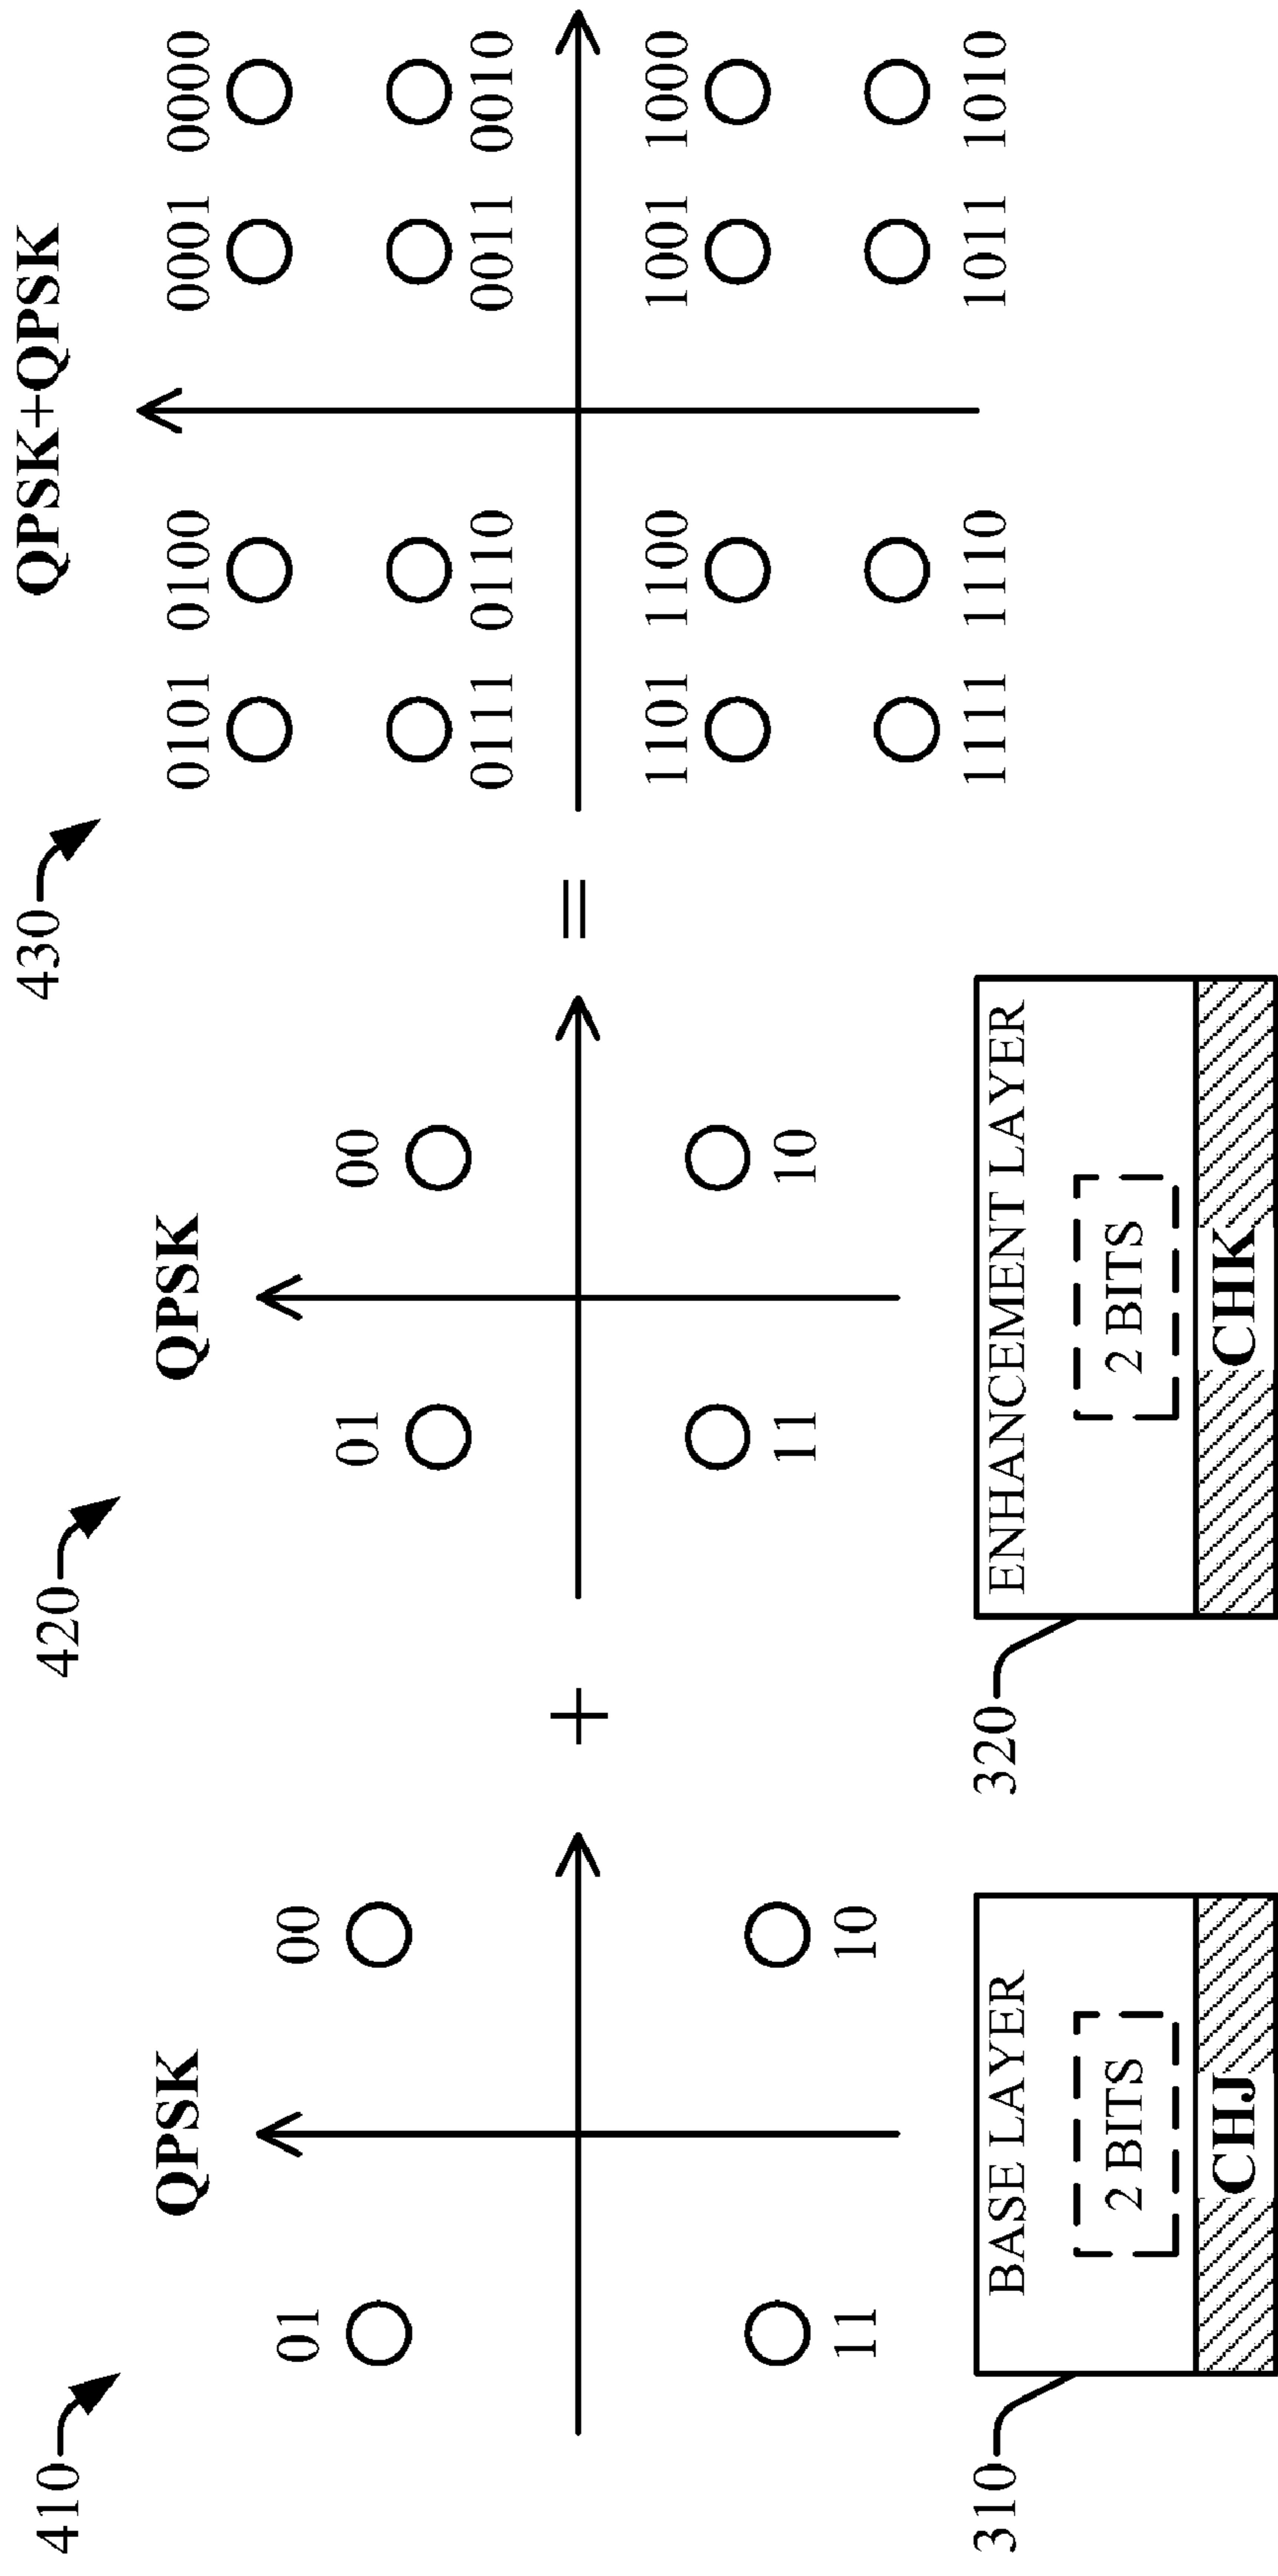 410
QPSK
01 00
11 10
310
BASE LAYER
2 BITS
CHJ
+
420
QPSK
01 00
11 10
320
ENHANCEMENT LAYER
2 BITS
CHK
=
430
QPSK+QPSK
0101 0100 0001 0000
0111 0110 0011 0010
1101 1100 1001 1000
1111 1110 1011 1010